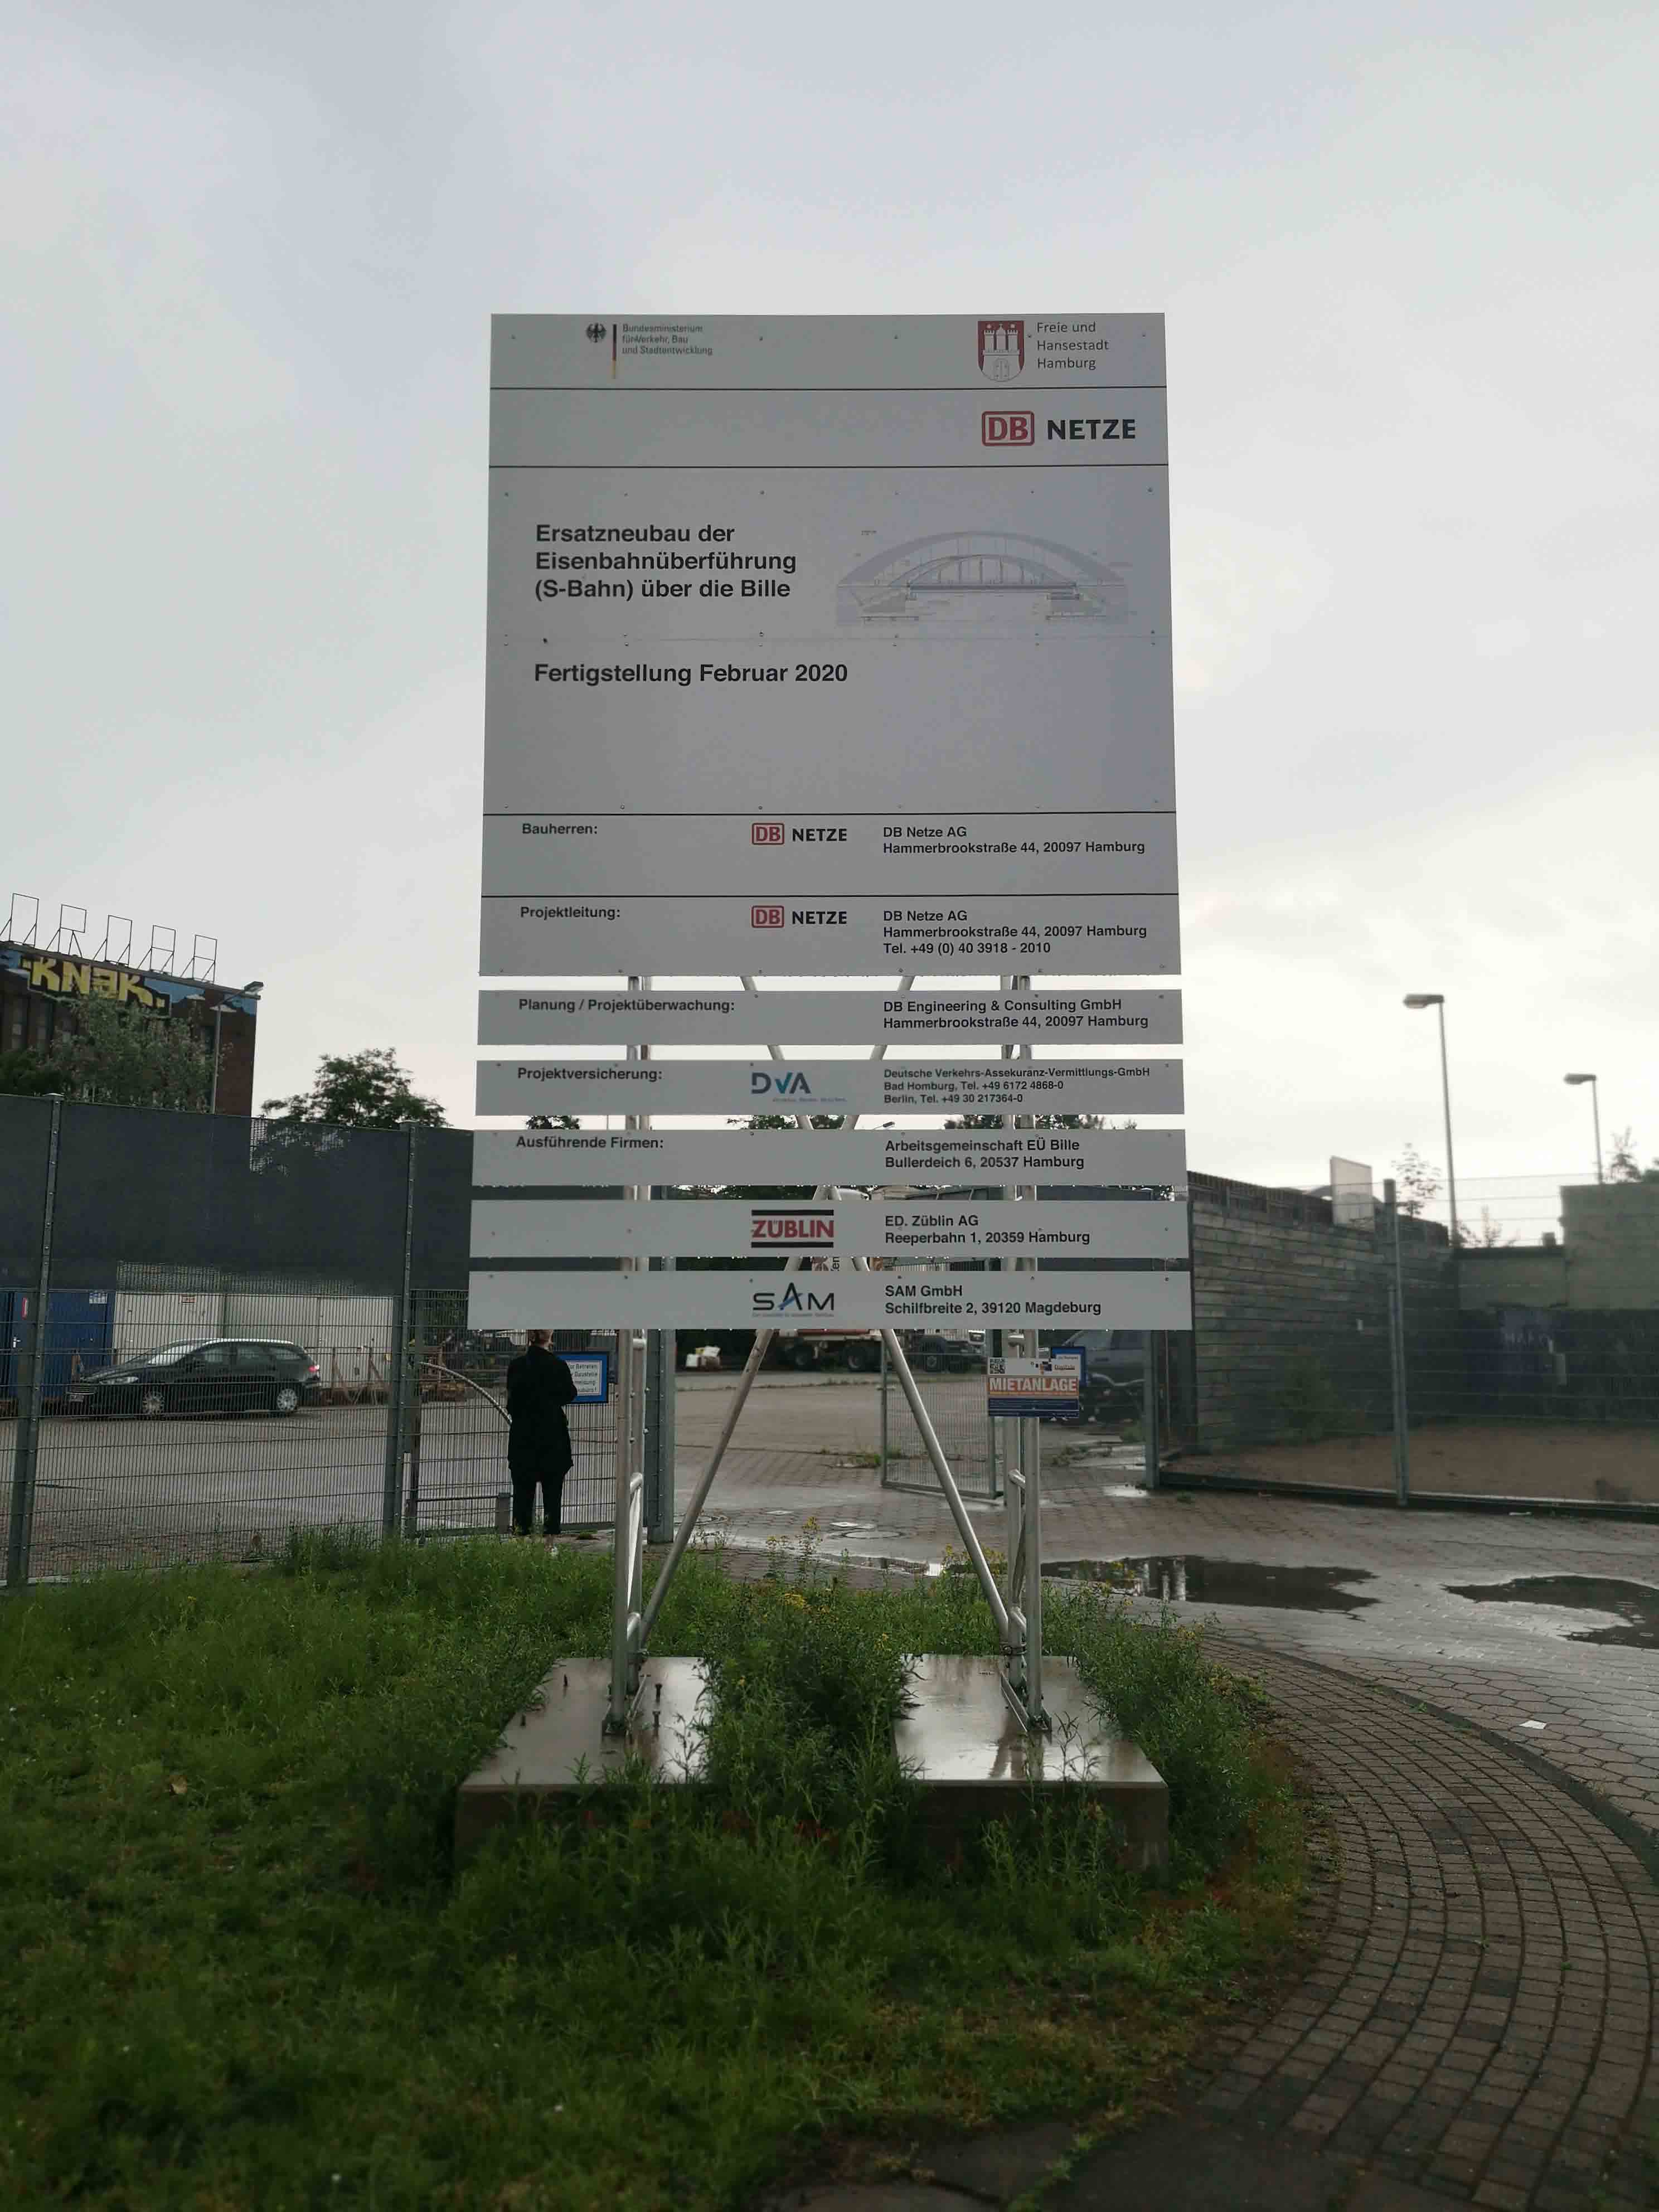 Bundesministerium
für Verkehr, Bau
und Stadtentwicklung
Freie und
Hansestadt
Hamburg
DB NETZE
Ersatzneubau der
Eisenbahnüberführung
(S-Bahn) über die Bille
Fertigstellung Februar 2020
Bauherren:
DB NETZE
DB Netze AG
Hammerbrookstraße 44, 20097 Hamburg
Projektleitung:
DB NETZE
DB Netze AG
Hammerbrookstraße 44, 20097 Hamburg
Tel. +49 (0) 40 3918 - 2010
Planung / Projektüberwachung:
DB Engineering & Consulting GmbH
Hammerbrookstraße 44, 20097 Hamburg
Projektversicherung:
DVA
Deutsche Verkehrs-Assekuranz-Vermittlungs-GmbH
Bad Homburg, Tel. +49 6172 4868-0
Berlin, Tel. +49 30 217364-0
Ausführende Firmen:
Arbeitsgemeinschaft EÜ Bille
Bullerdeich 6, 20537 Hamburg
ZÜBLIN
ED. Züblin AG
Reeperbahn 1, 20359 Hamburg
SAM
SAM GmbH
Schilfbreite 2, 39120 Magdeburg
MIETANLAGE
KNAK.